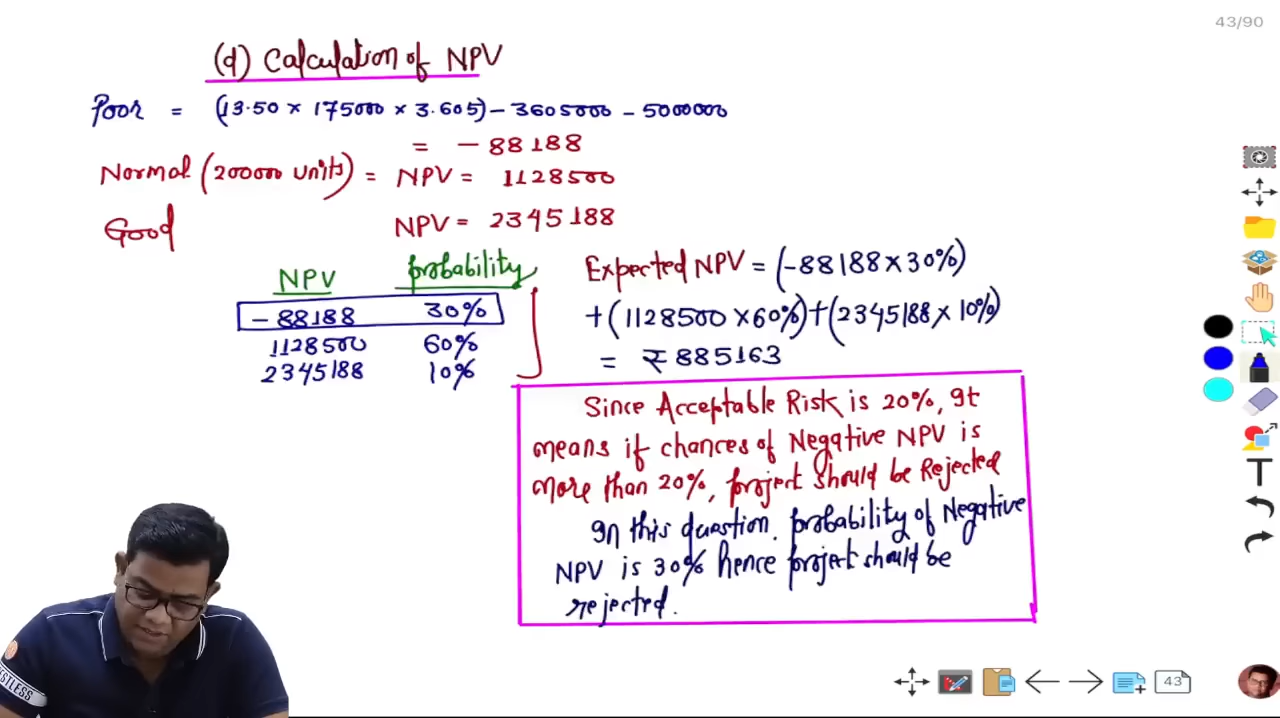 43/90
(d) Calculation of NPV
Poor = (13.50 × 175000 × 3.605) - 3605000 - 5000000
= - 88188
Normal (200000 units) = NPV = 1128500
Good NPV = 2345188
NPV probability
- 88188 30%
1128500 60%
2345188 10%
Expected NPV = (-88188 × 30%)
+ (1128500 × 60%) + (2345188 × 10%)
= ₹ 885163
Since Acceptable Risk is 20%, It
means if chances of Negative NPV is
more than 20%, project should be Rejected
In this question, probability of Negative
NPV is 30% hence project should be
rejected.
ESTLESS
T
43